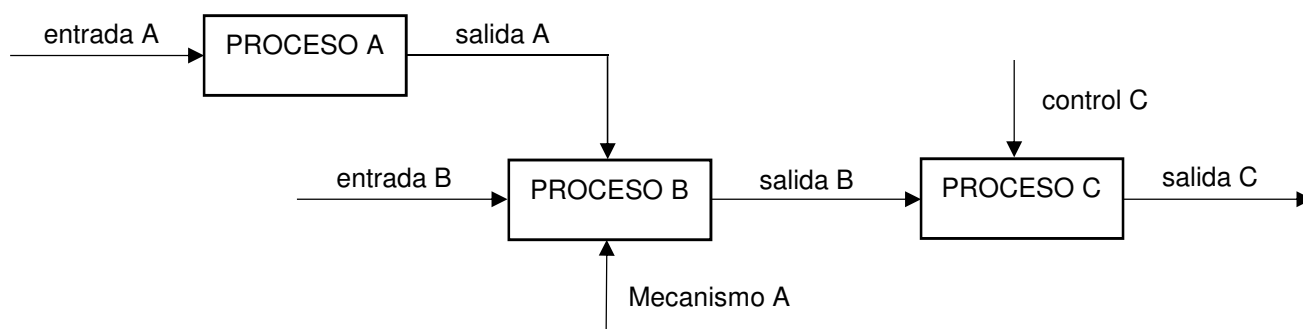 entrada A
PROCESO A
salida A
control C
entrada B
PROCESO B
salida B
PROCESO C
salida C
Mecanismo A